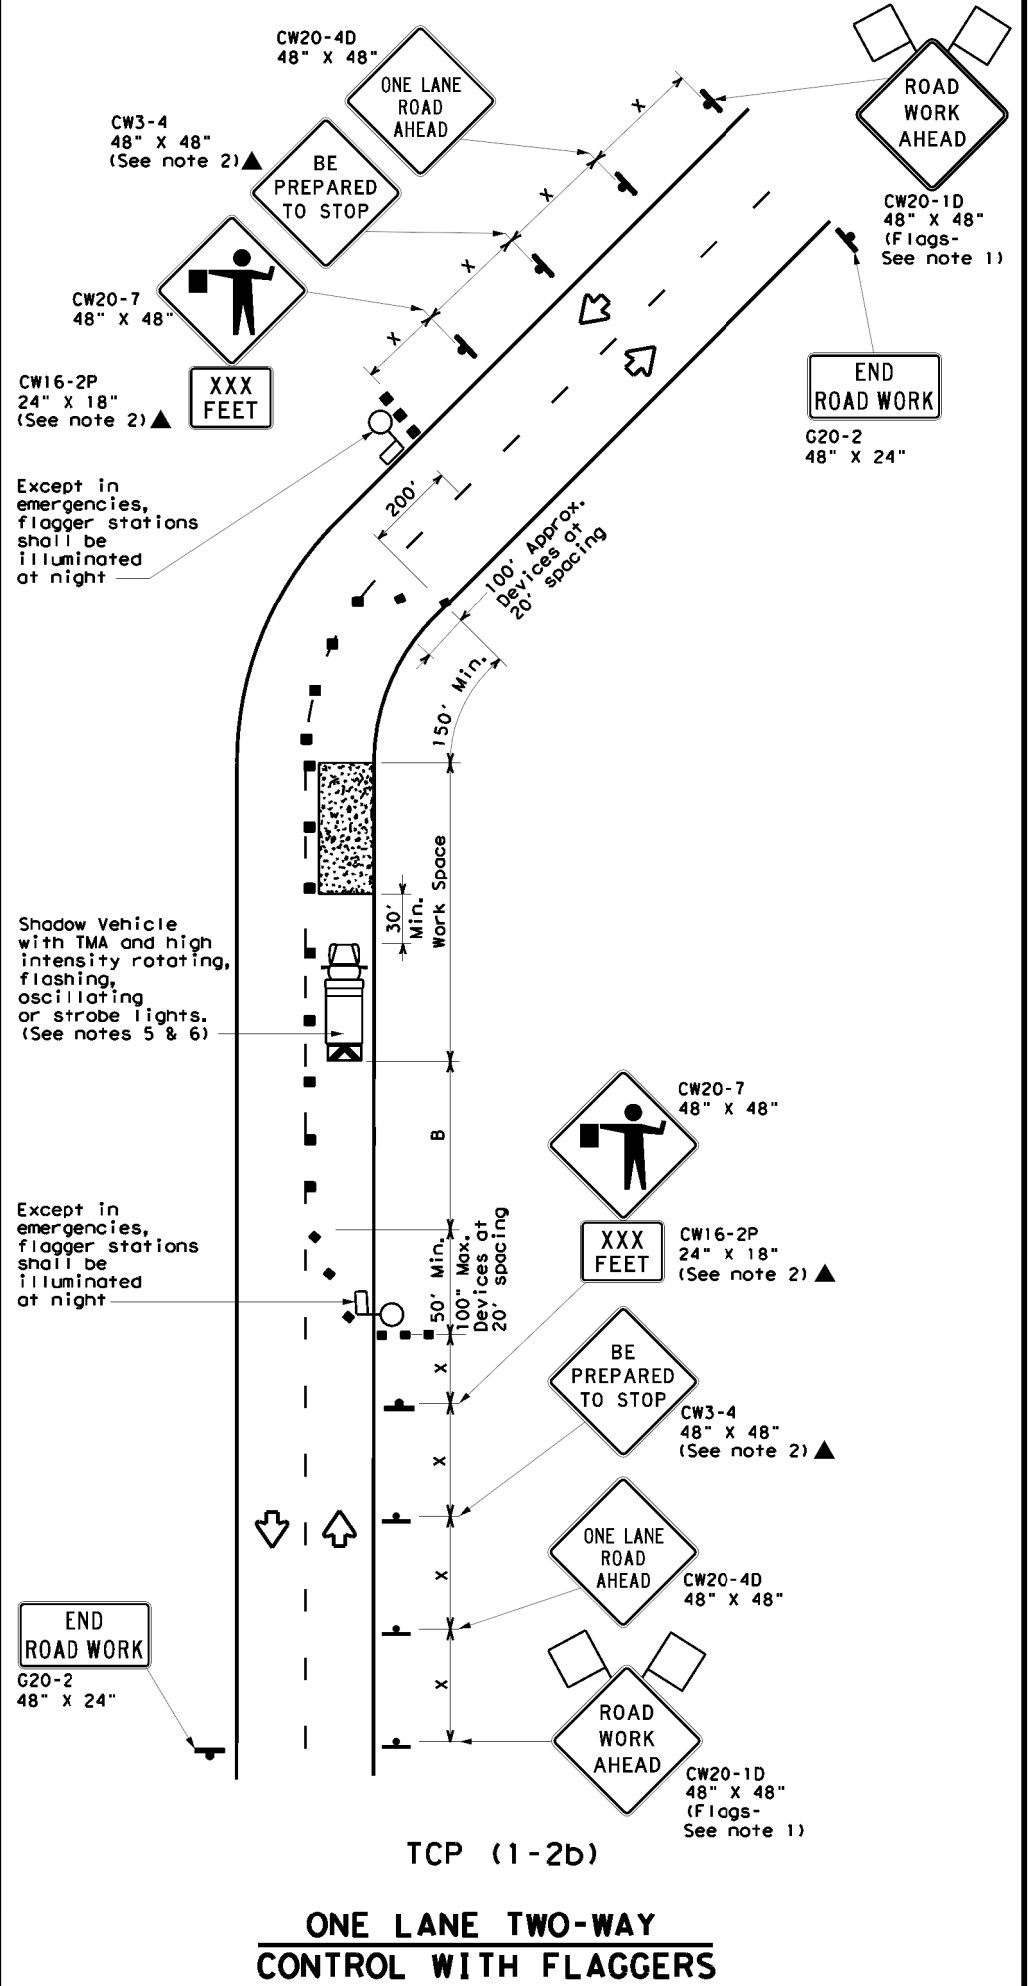 CW20-4D
48" X 48"
ONE LANE
ROAD
AHEAD
ROAD
WORK
AHEAD
CW20-1D
48" X 48"
(Flags-
See note 1)
CW3-4
48" X 48"
(See note 2)▲
BE
PREPARED
TO STOP
X
X
X
X
CW20-7
48" X 48"
CW16-2P
24" X 18"
(See note 2)▲
XXX
FEET
END
ROAD WORK
G20-2
48" X 24"
Except in
emergencies,
flagger stations
shall be
illuminated
at night
200'
100' Approx.
Devices at
20' spacing
150' Min.
Work Space
30'
Min.
Shadow Vehicle
with TMA and high
intensity rotating,
flashing,
oscillating
or strobe lights.
(See notes 5 & 6)
B
CW20-7
48" X 48"
XXX
FEET
CW16-2P
24" X 18"
(See note 2)▲
Except in
emergencies,
flagger stations
shall be
illuminated
at night
50' Min.
100" Max.
Devices at
20' spacing
X
X
X
X
BE
PREPARED
TO STOP
CW3-4
48" X 48"
(See note 2)▲
ONE LANE
ROAD
AHEAD
CW20-4D
48" X 48"
END
ROAD WORK
G20-2
48" X 24"
ROAD
WORK
AHEAD
CW20-1D
48" X 48"
(Flags-
See note 1)
TCP (1-2b)
ONE LANE TWO-WAY
CONTROL WITH FLAGGERS